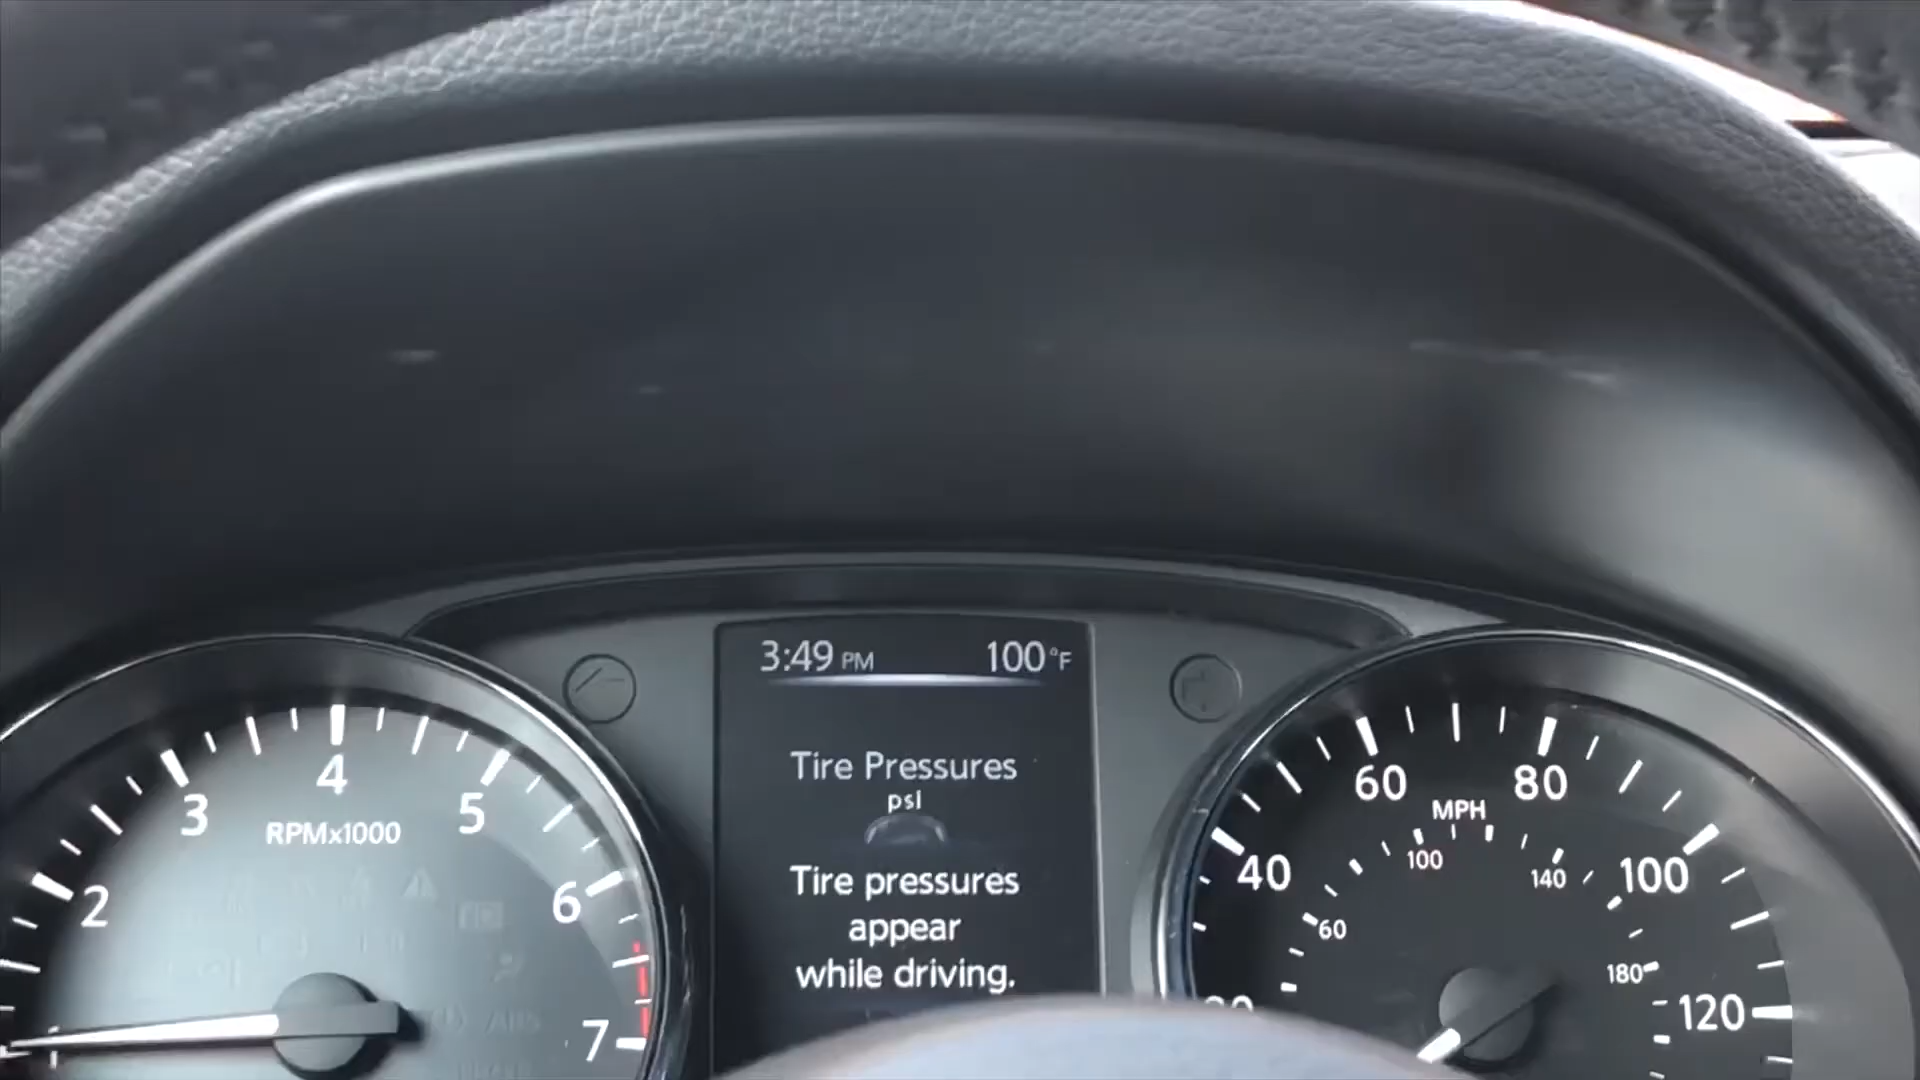 3:49 PM 100°F
Tire Pressures
psi
Tire pressures
appear
while driving.
2 3 4 5 6 7
RPMx1000
40 60 80 100 120
MPH
60 100 140 180